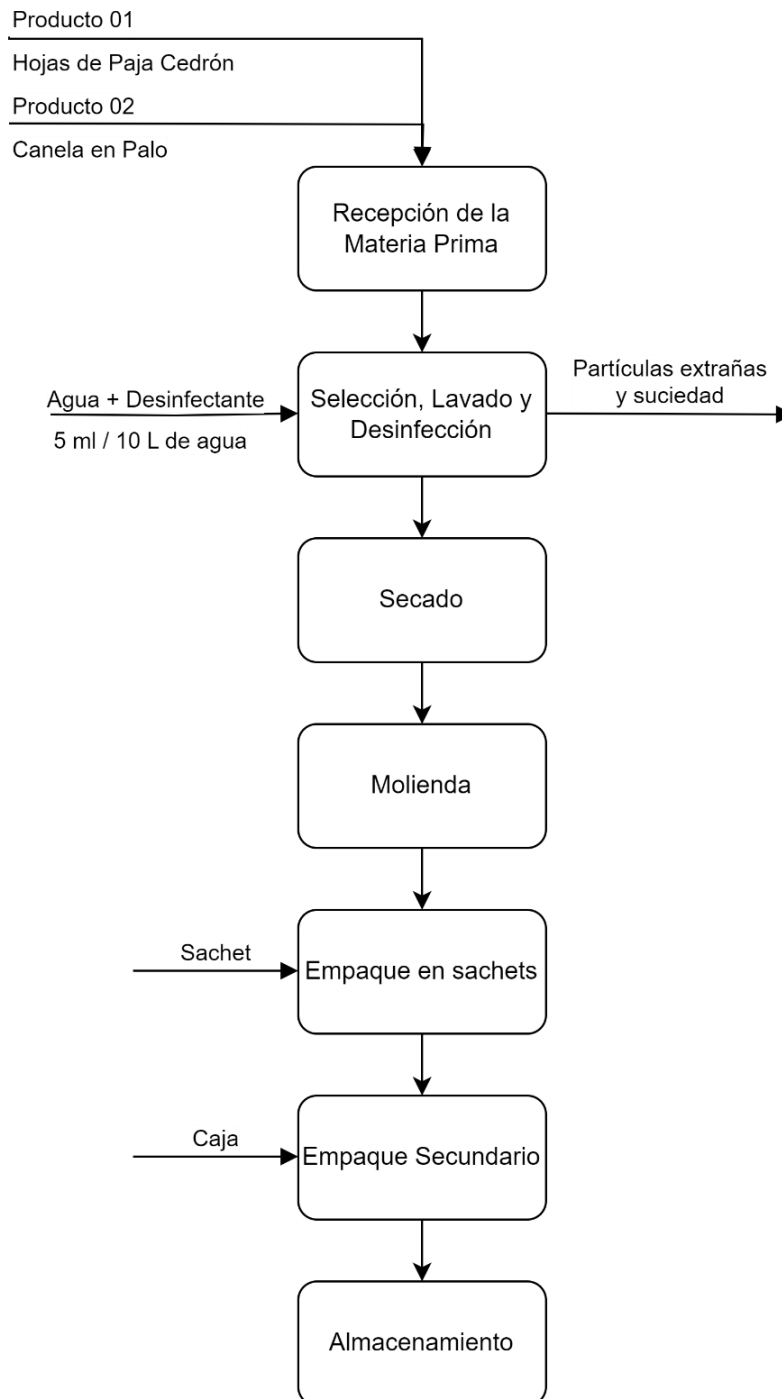 Producto 01
Hojas de Paja Cedrón
Producto 02
Canela en Palo
Recepción de la
Materia Prima
Agua + Desinfectante
5 ml / 10 L de agua
Selección, Lavado y
Desinfección
Partículas extrañas
y suciedad
Secado
Molienda
Sachet
Empaque en sachets
Caja
Empaque Secundario
Almacenamiento